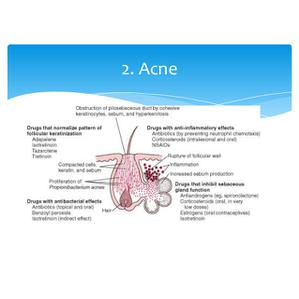 2. Acne
Obstruction of pilosebaceous duct by cohesive
keratinocytes, sebum, and hyperkeratosis
Drugs that normalize pattern of
follicular keratinization
Adapalene
Isotretinoin
Tazarotene
Tretinoin
Drugs with anti-inflammatory effects
Antibiotics (by preventing neutrophil chemotaxis)
Corticosteroids (intralesional and oral)
NSAIDs
Rupture of follicular wall
Inflammation
Increased sebum production
Compacted cells,
keratin, and sebum
Proliferation of
Propionibacterium acnes
Drugs with antibacterial effects
Antibiotics (topical and oral)
Benzoyl peroxide
Isotretinoin (indirect effect)
Hair
Drugs that inhibit sebaceous
gland function
Antiandrogens (eg, spironolactone)
Corticosteroids (oral, in very
low doses)
Estrogens (oral contraceptives)
Isotretinoin